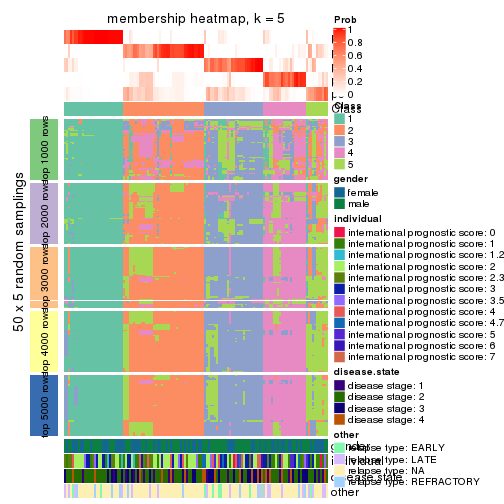 membership heatmap, k = 5
50 x 5 random samplings
top 1000 rows
top 2000 rows
top 3000 rows
top 4000 rows
top 5000 rows
Class
gender
individual
disease.state
other
Prob
1
0.8
0.6
0.4
0.2
0
Class
1
2
3
4
5
gender
female
male
individual
international prognostic score: 0
international prognostic score: 1
international prognostic score: 1.2
international prognostic score: 2
international prognostic score: 2.3
international prognostic score: 3
international prognostic score: 3.5
international prognostic score: 4
international prognostic score: 4.7
international prognostic score: 5
international prognostic score: 6
international prognostic score: 7
disease.state
disease stage: 1
disease stage: 2
disease stage: 3
disease stage: 4
other
relapse type: EARLY
relapse type: LATE
relapse type: NA
relapse type: REFRACTORY